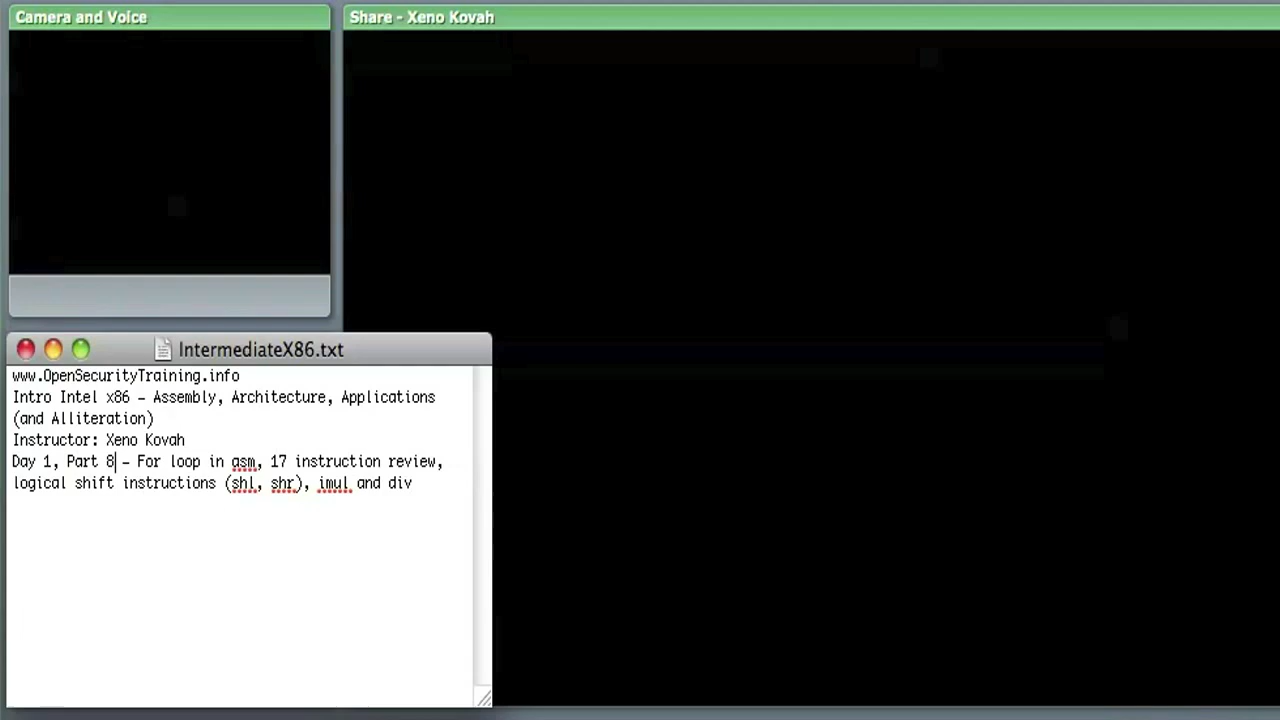 Camera and Voice
Share - Xeno Kovah
IntermediateX86.txt
www.OpenSecurityTraining.info
Intro Intel x86 – Assembly, Architecture, Applications
(and Alliteration)
Instructor: Xeno Kovah
Day 1, Part 8 – For loop in asm, 17 instruction review,
logical shift instructions (shl, shr), imul and div